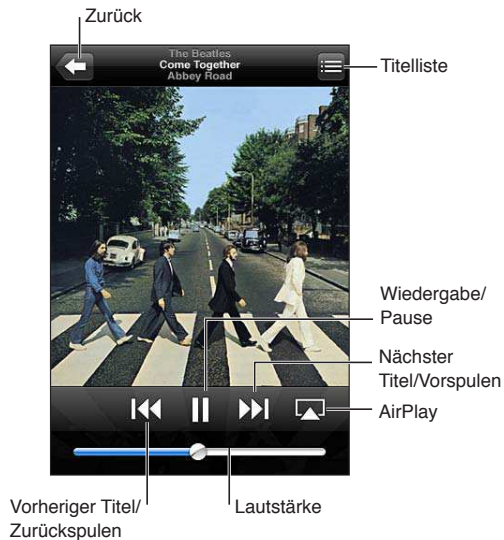 Zurück
The Beatles
Come Together
Abbey Road
Titelliste
Wiedergabe/
Pause
Nächster
Titel/Vorspulen
AirPlay
Vorheriger Titel/
Zurückspulen
Lautstärke